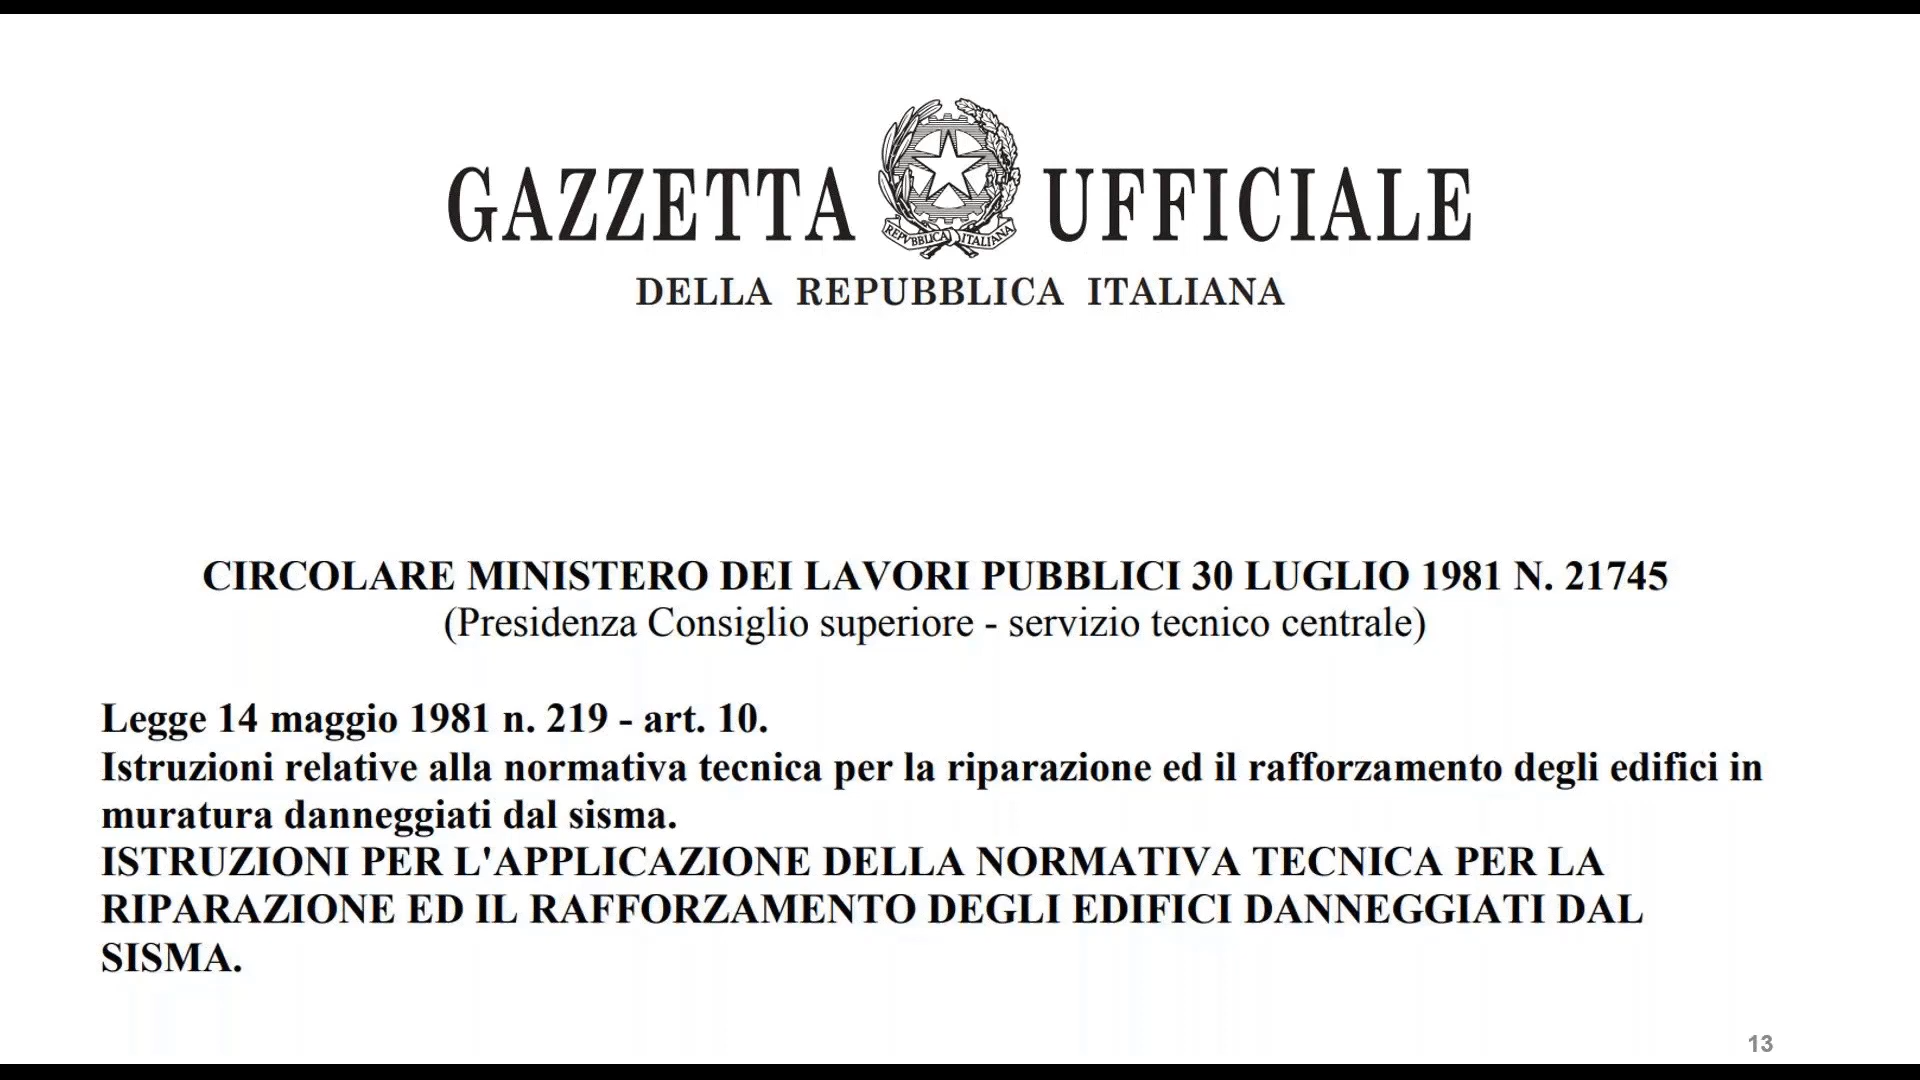 GAZZETTA UFFICIALE
REPVBBLICA ITALIANA
DELLA REPUBBLICA ITALIANA
CIRCOLARE MINISTERO DEI LAVORI PUBBLICI 30 LUGLIO 1981 N. 21745
(Presidenza Consiglio superiore - servizio tecnico centrale)
Legge 14 maggio 1981 n. 219 - art. 10.
Istruzioni relative alla normativa tecnica per la riparazione ed il rafforzamento degli edifici in
muratura danneggiati dal sisma.
ISTRUZIONI PER L'APPLICAZIONE DELLA NORMATIVA TECNICA PER LA
RIPARAZIONE ED IL RAFFORZAMENTO DEGLI EDIFICI DANNEGGIATI DAL
SISMA.
13